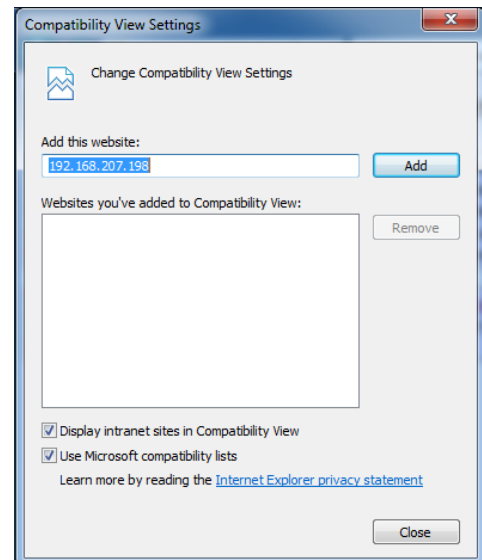 Compatibility View Settings
Change Compatibility View Settings
Add this website:
192.168.207.198
Add
Websites you've added to Compatibility View:
Remove
Display intranet sites in Compatibility View
Use Microsoft compatibility lists
Learn more by reading the Internet Explorer privacy statement
Close